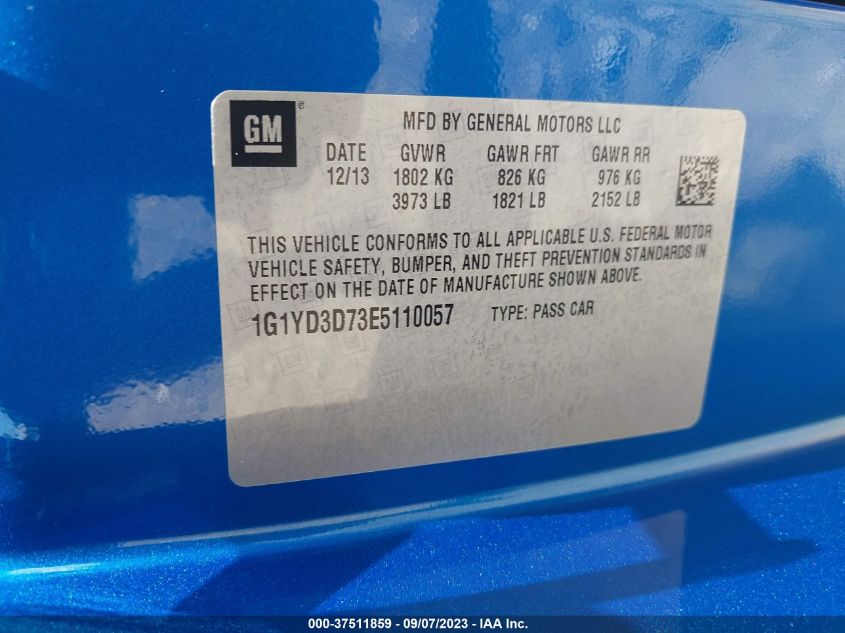 GM
MFD BY GENERAL MOTORS LLC
DATE GVWR GAWR FRT GAWR RR
12/13 1802 KG 826 KG 976 KG
3973 LB 1821 LB 2152 LB
THIS VEHICLE CONFORMS TO ALL APPLICABLE U.S. FEDERAL MOTOR
VEHICLE SAFETY, BUMPER, AND THEFT PREVENTION STANDARDS IN
EFFECT ON THE DATE OF MANUFACTURE SHOWN ABOVE.
1G1YD3D73E5110057 TYPE: PASS CAR
000-37511859 - 09/07/2023 - IAA Inc.